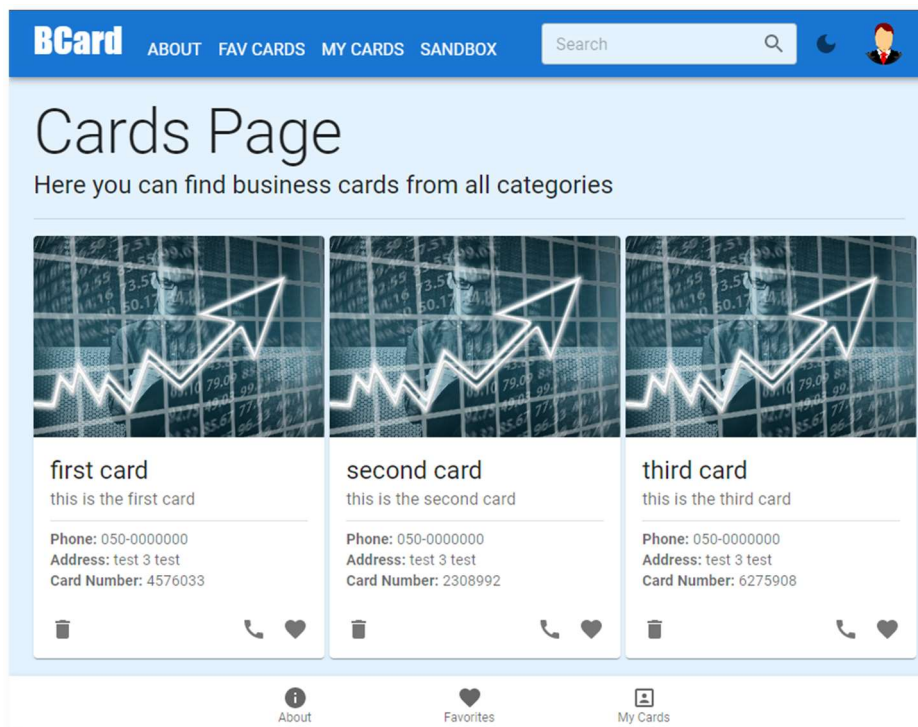 BCard ABOUT FAV CARDS MY CARDS SANDBOX Search
Cards Page
Here you can find business cards from all categories
first card
this is the first card
Phone: 050-0000000
Address: test 3 test
Card Number: 4576033
second card
this is the second card
Phone: 050-0000000
Address: test 3 test
Card Number: 2308992
third card
this is the third card
Phone: 050-0000000
Address: test 3 test
Card Number: 6275908
About Favorites My Cards